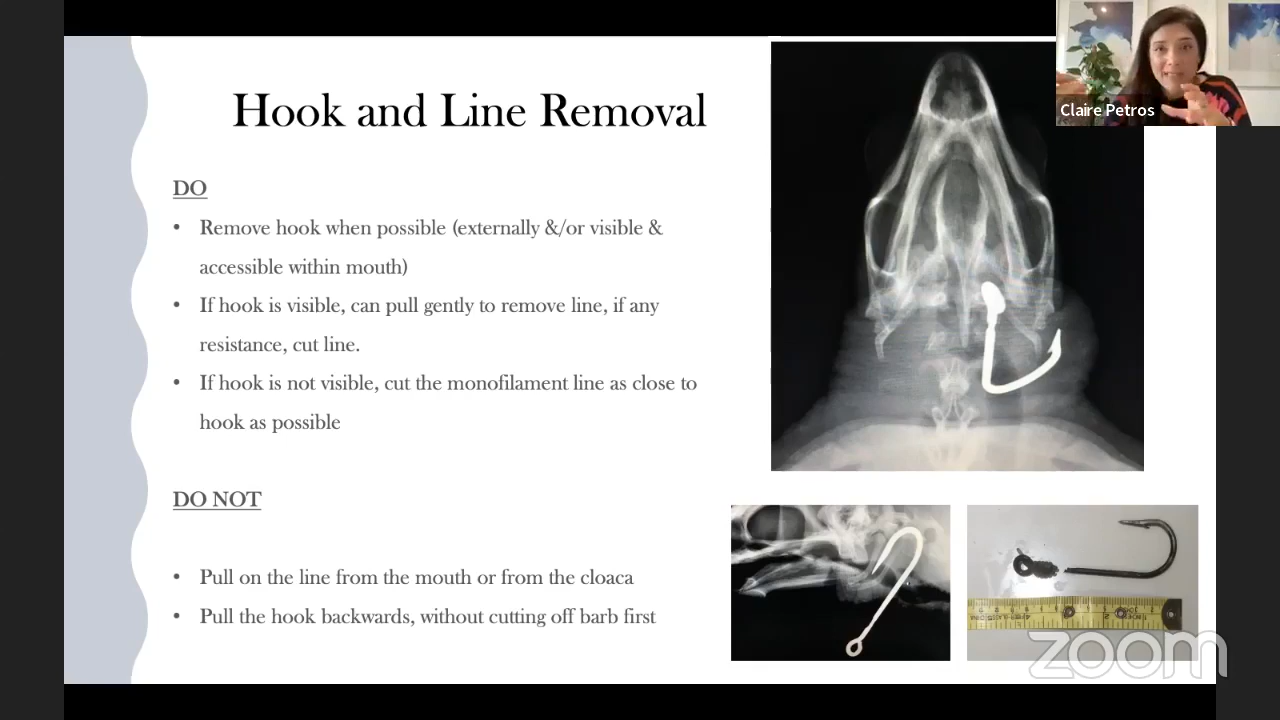 Hook and Line Removal
Claire Petros
DO
• Remove hook when possible (externally &/or visible &
accessible within mouth)
• If hook is visible, can pull gently to remove line, if any
resistance, cut line.
• If hook is not visible, cut the monofilament line as close to
hook as possible
DO NOT
• Pull on the line from the mouth or from the cloaca
• Pull the hook backwards, without cutting off barb first
zoom